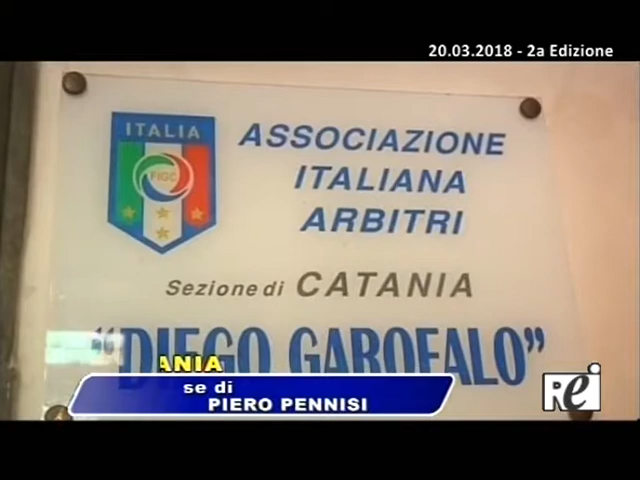 20.03.2018 - 2a Edizione
ITALIA
FIGC
ASSOCIAZIONE
ITALIANA
ARBITRI
Sezione di CATANIA
"DIEGO GAROFALO"
ANIA
se di
PIERO PENNISI
REi